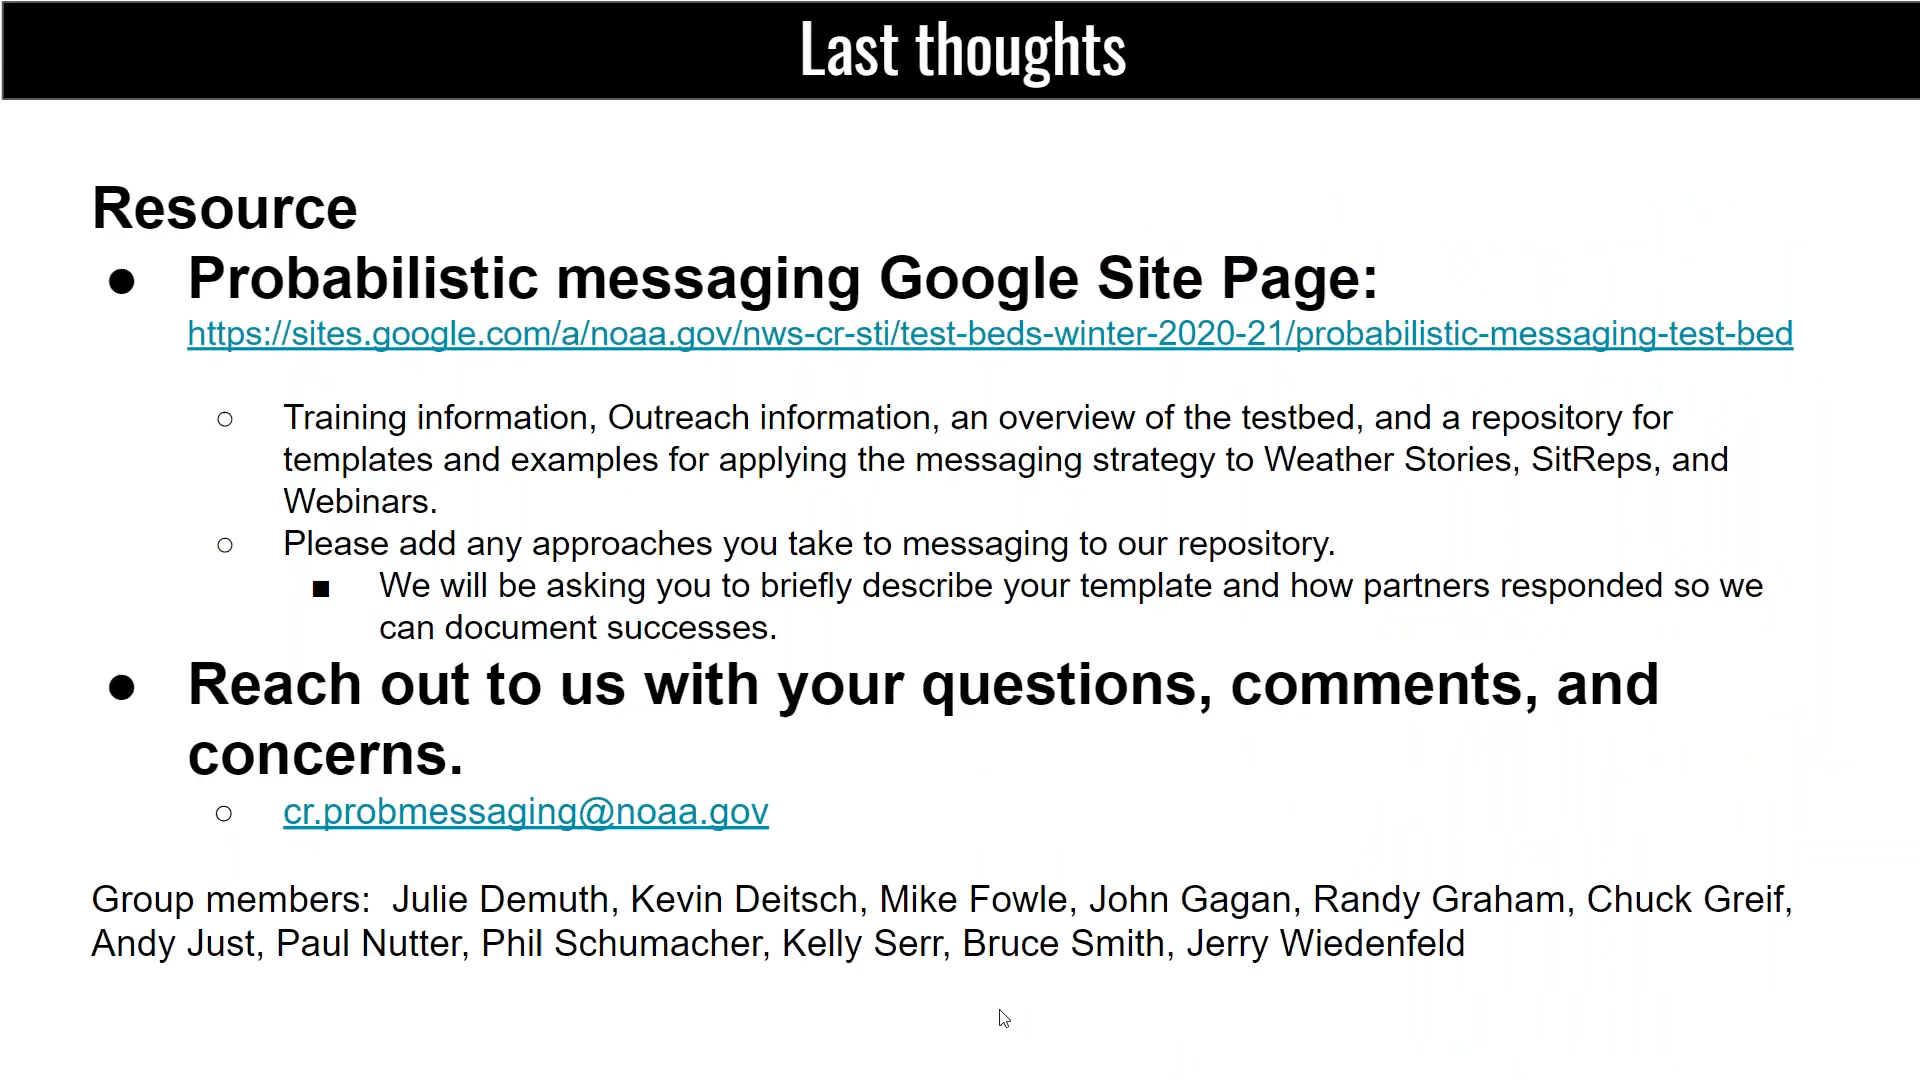 Last thoughts
Resource
● Probabilistic messaging Google Site Page:
https://sites.google.com/a/noaa.gov/nws-cr-sti/test-beds-winter-2020-21/probabilistic-messaging-test-bed
○ Training information, Outreach information, an overview of the testbed, and a repository for
templates and examples for applying the messaging strategy to Weather Stories, SitReps, and
Webinars.
○ Please add any approaches you take to messaging to our repository.
■ We will be asking you to briefly describe your template and how partners responded so we
can document successes.
● Reach out to us with your questions, comments, and
concerns.
○ cr.probmessaging@noaa.gov
Group members:  Julie Demuth, Kevin Deitsch, Mike Fowle, John Gagan, Randy Graham, Chuck Greif,
Andy Just, Paul Nutter, Phil Schumacher, Kelly Serr, Bruce Smith, Jerry Wiedenfeld